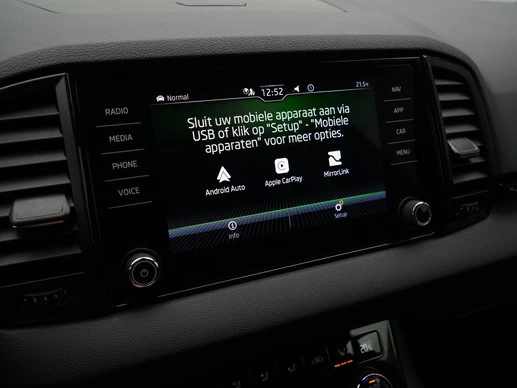 Normal
12:52
21.5
RADIO
MEDIA
PHONE
VOICE
NAV
APP
CAR
MENU
Sluit uw mobiele apparaat aan via
USB of klik op "Setup" - "Mobiele
apparaten" voor meer opties.
Android Auto
Apple CarPlay
MirrorLink
Info
Setup